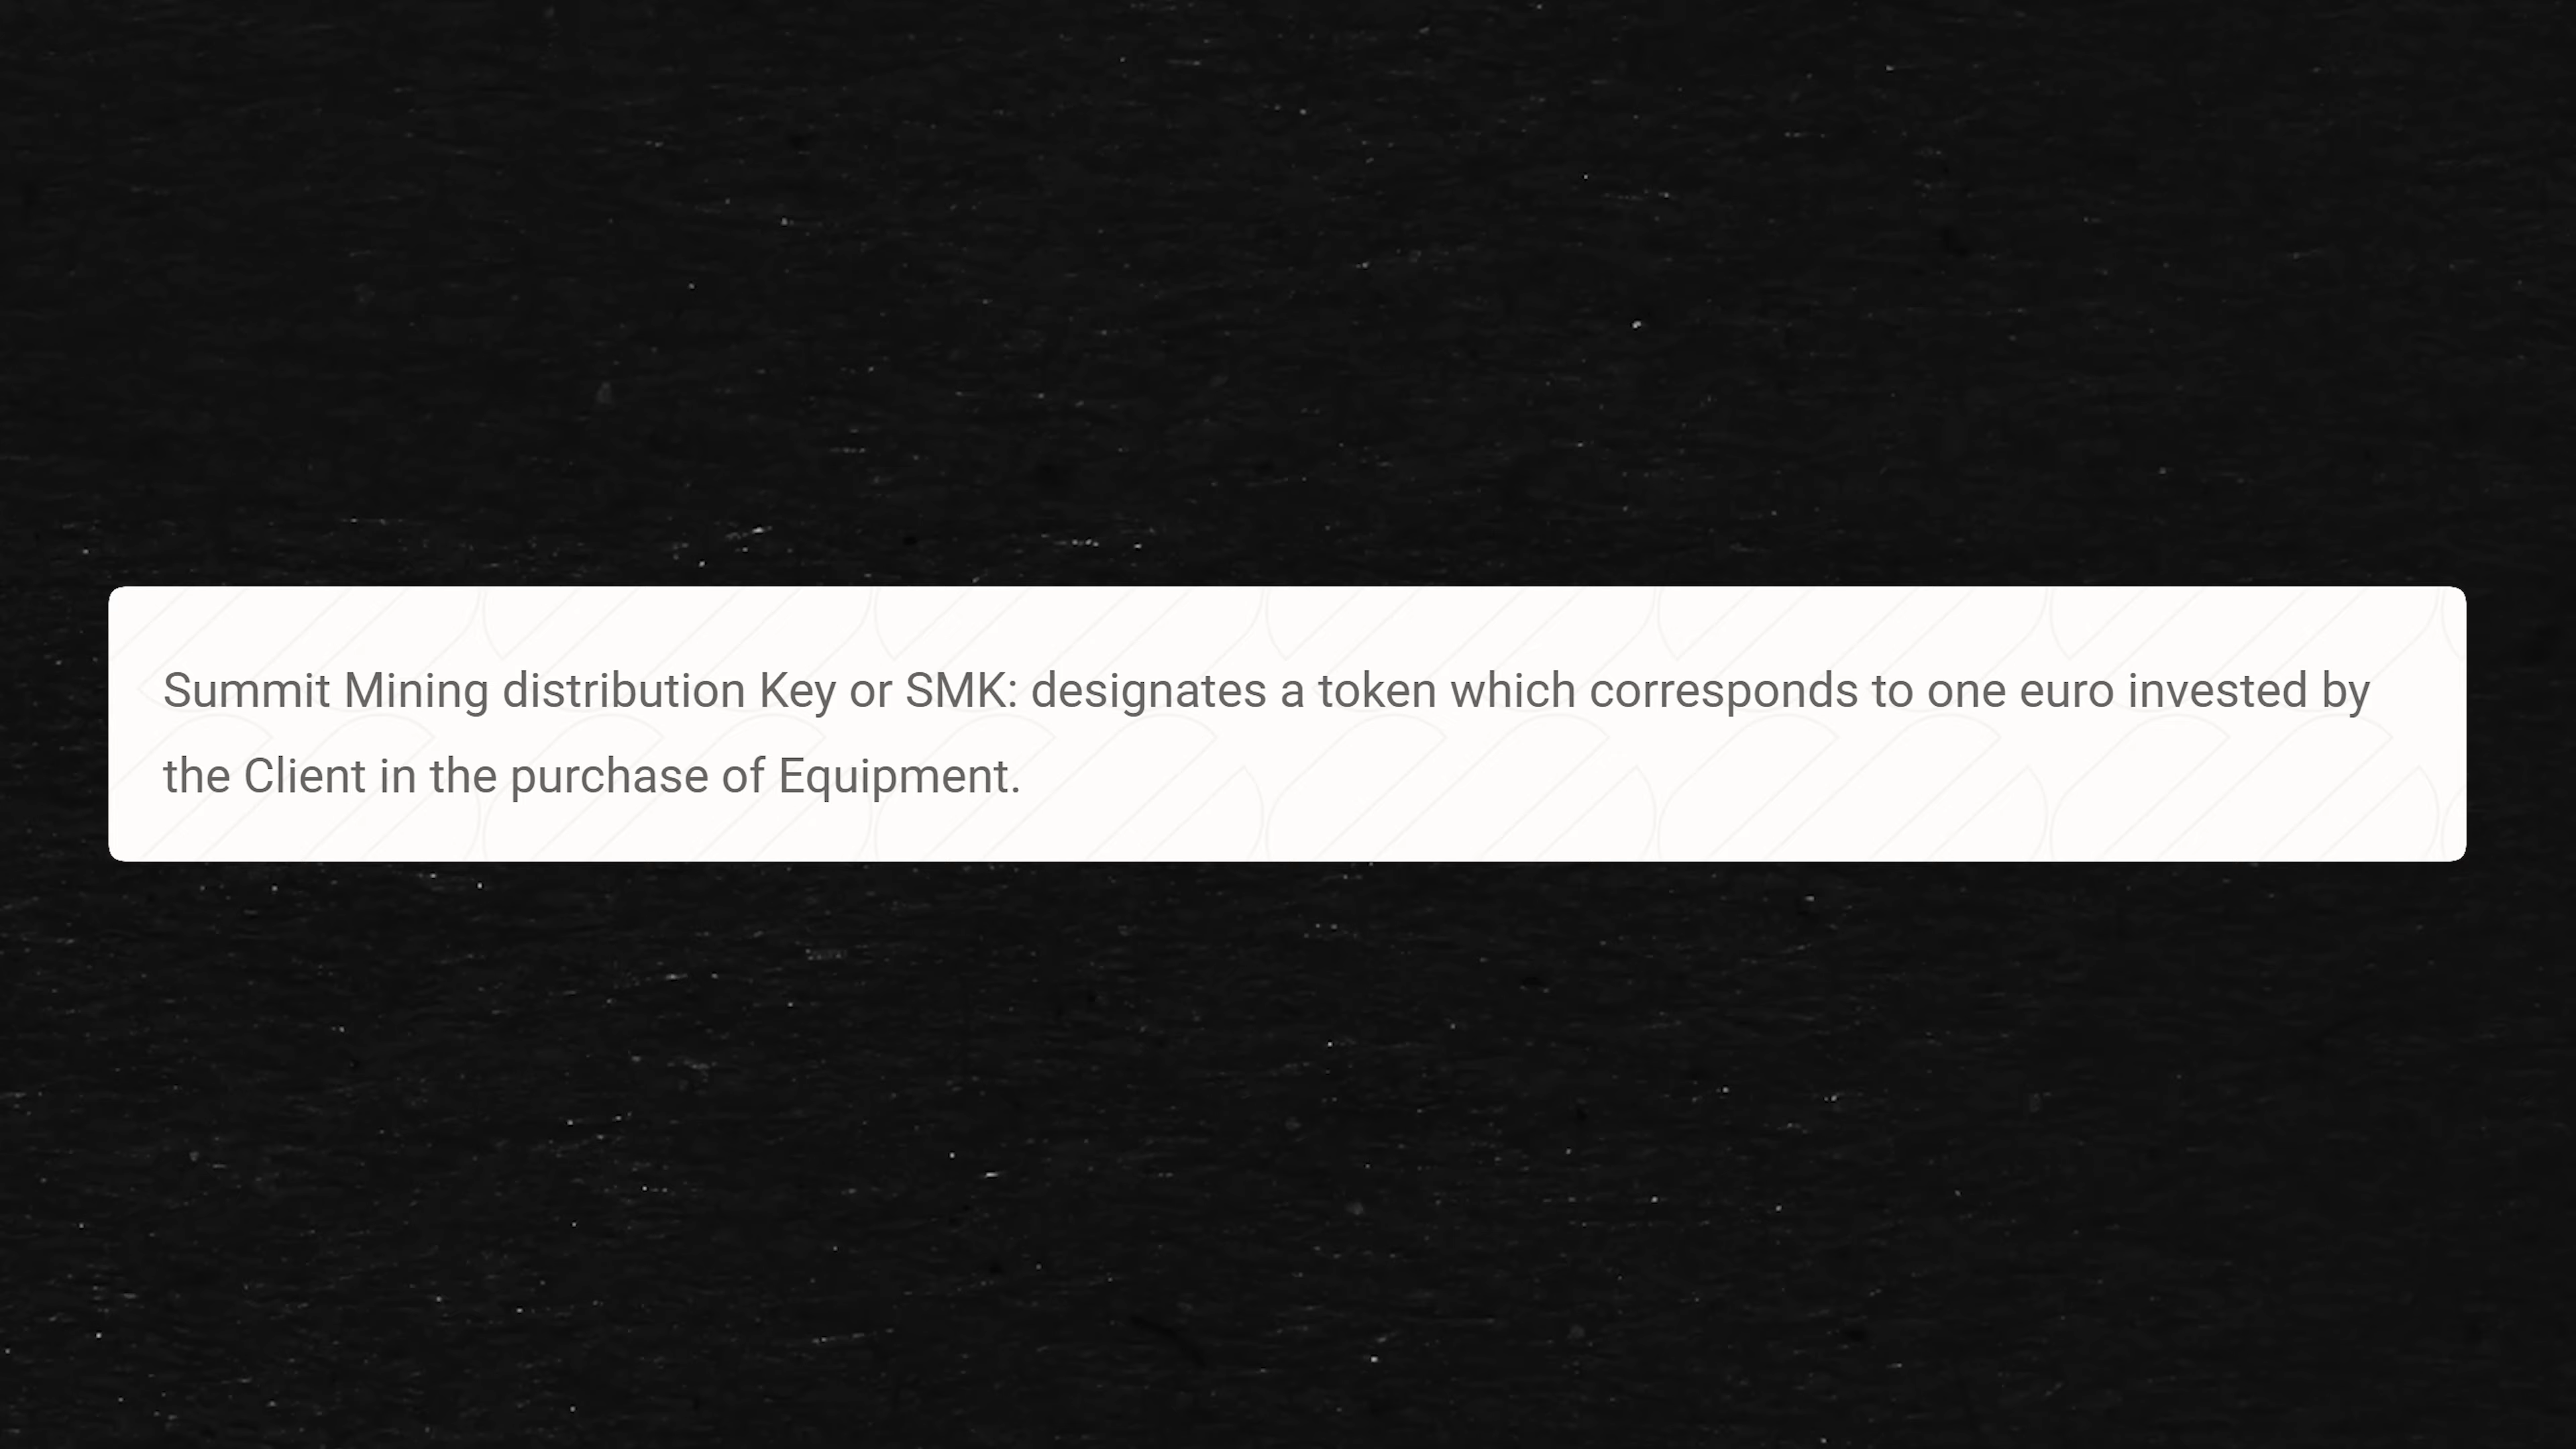 Summit Mining distribution Key or SMK: designates a token which corresponds to one euro invested by
the Client in the purchase of Equipment.